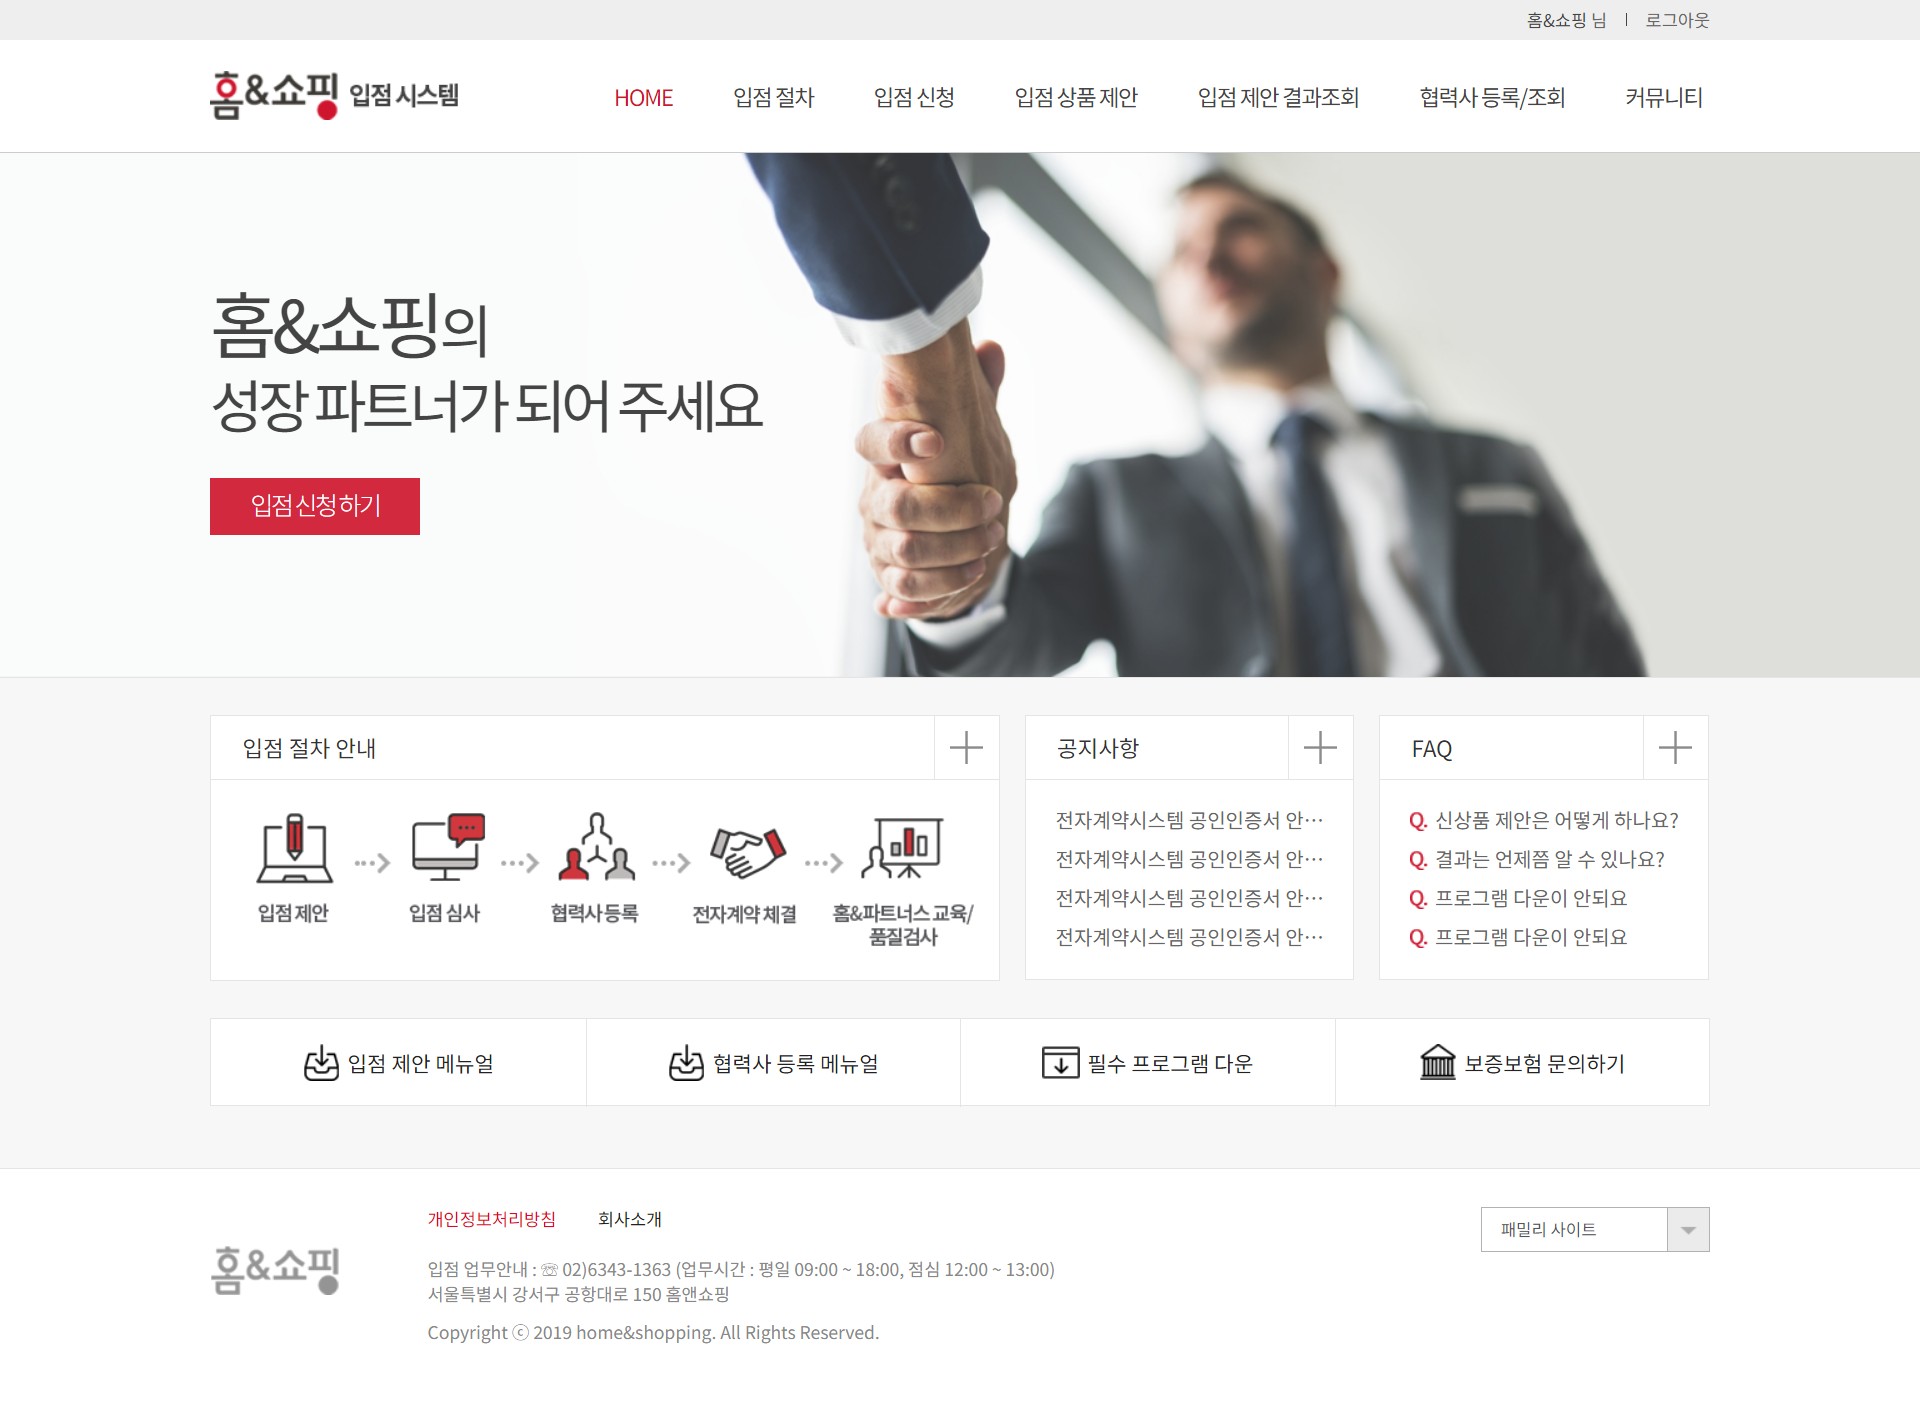 홈&쇼핑 님 | 로그아웃
홈&쇼핑 입점 시스템
HOME 입점 절차 입점 신청 입점 상품 제안 입점 제안 결과조회 협력사 등록/조회 커뮤니티
홈&쇼핑의
성장 파트너가 되어 주세요
입점 신청하기
입점 절차 안내
입점 제안
입점 심사
협력사 등록
전자계약 체결
홈&파트너스 교육/
품질검사
공지사항
전자계약시스템 공인인증서 안…
전자계약시스템 공인인증서 안…
전자계약시스템 공인인증서 안…
전자계약시스템 공인인증서 안…
FAQ
Q. 신상품 제안은 어떻게 하나요?
Q. 결과는 언제쯤 알 수 있나요?
Q. 프로그램 다운이 안되요
Q. 프로그램 다운이 안되요
입점 제안 메뉴얼
협력사 등록 메뉴얼
필수 프로그램 다운
보증보험 문의하기
홈&쇼핑
개인정보처리방침 회사소개
입점 업무안내 : ☏ 02)6343-1363 (업무시간 : 평일 09:00 ~ 18:00, 점심 12:00 ~ 13:00)
서울특별시 강서구 공항대로 150 홈앤쇼핑
Copyright ⓒ 2019 home&shopping. All Rights Reserved.
패밀리 사이트